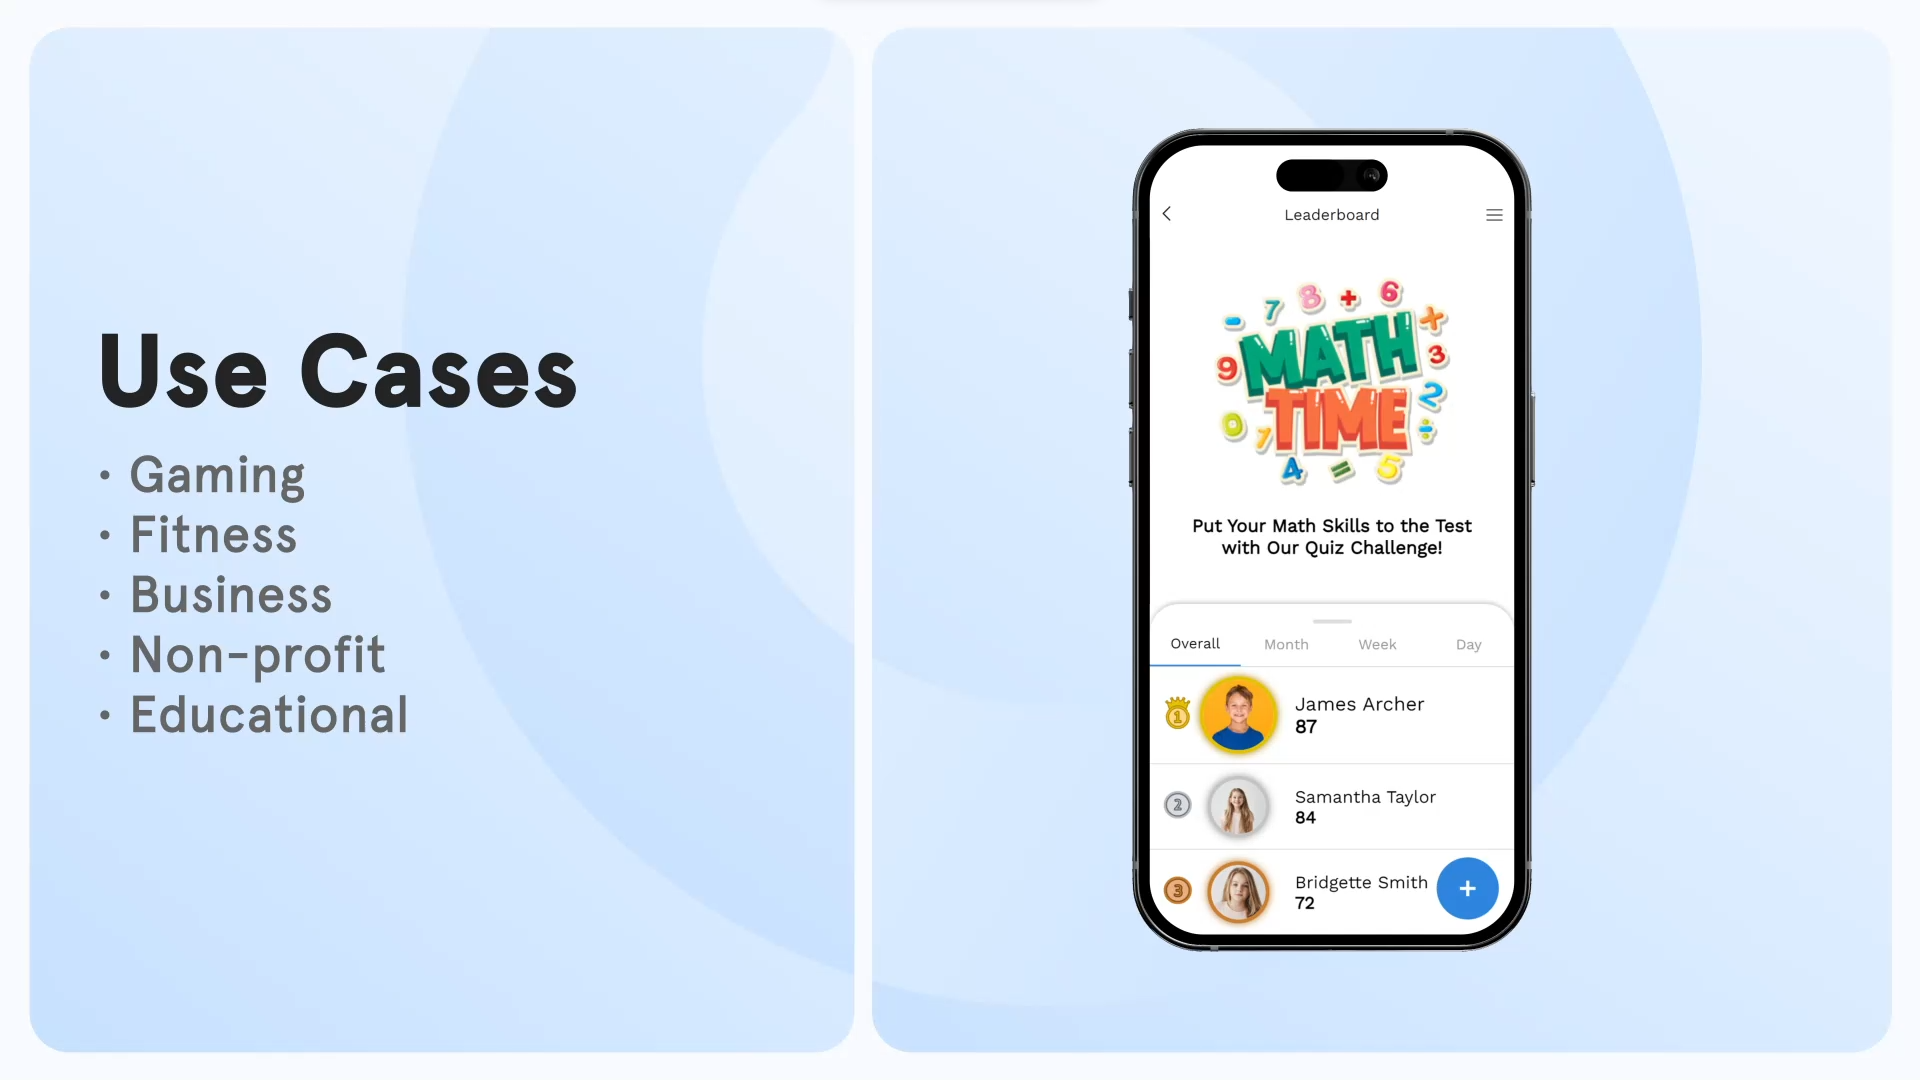 Use Cases
• Gaming
• Fitness
• Business
• Non-profit
• Educational
Leaderboard
- 7 8 + 6 +
9 MATH 3
2
0 1 TIME ÷
4 = 5
Put Your Math Skills to the Test
with Our Quiz Challenge!
Overall Month Week Day
1 James Archer
87
2 Samantha Taylor
84
3 Bridgette Smith
72
+